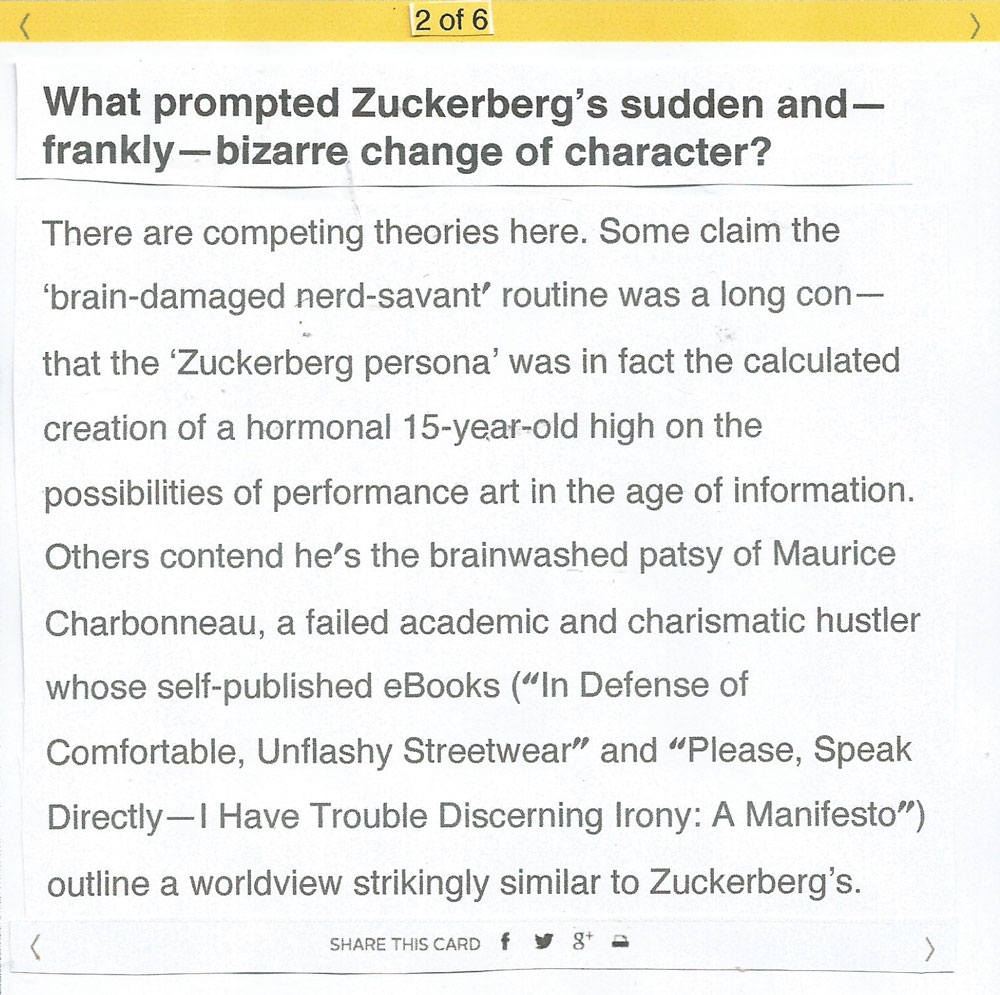 2 of 6
What prompted Zuckerberg’s sudden and—
frankly—bizarre change of character?
There are competing theories here. Some claim the
‘brain-damaged nerd-savant′ routine was a long con—
that the ‘Zuckerberg persona’ was in fact the calculated
creation of a hormonal 15-year-old high on the
possibilities of performance art in the age of information.
Others contend he′s the brainwashed patsy of Maurice
Charbonneau, a failed academic and charismatic hustler
whose self-published eBooks (“In Defense of
Comfortable, Unflashy Streetwear” and “Please, Speak
Directly—I Have Trouble Discerning Irony: A Manifesto”)
outline a worldview strikingly similar to Zuckerberg’s.
SHARE THIS CARD f g+